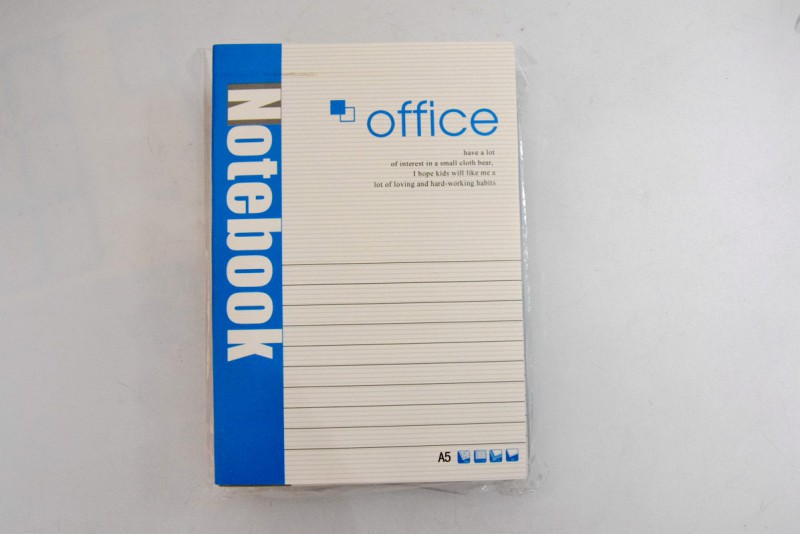 Notebook
office
have a lot
of interest in a small cloth bear,
I hope kids will like me a
lot of loving and hard-working habits
A5